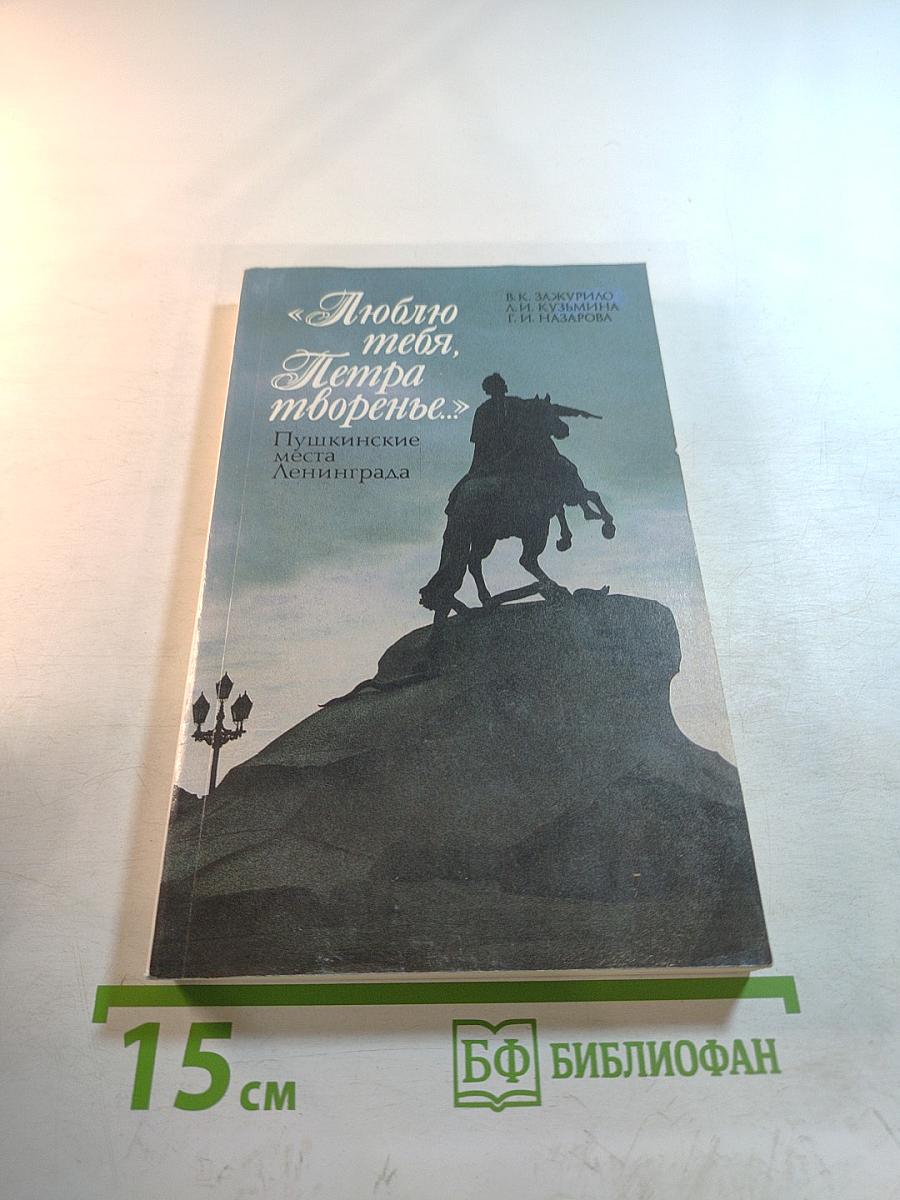 «Люблю
тебя,
Петра
творенье...»
Пушкинские
места
Ленинграда
В. К. ЗАЖУРИЛО
Л. И. КУЗЬМИНА
Г. И. НАЗАРОВА
15 см
БФ БИБЛИОФАН